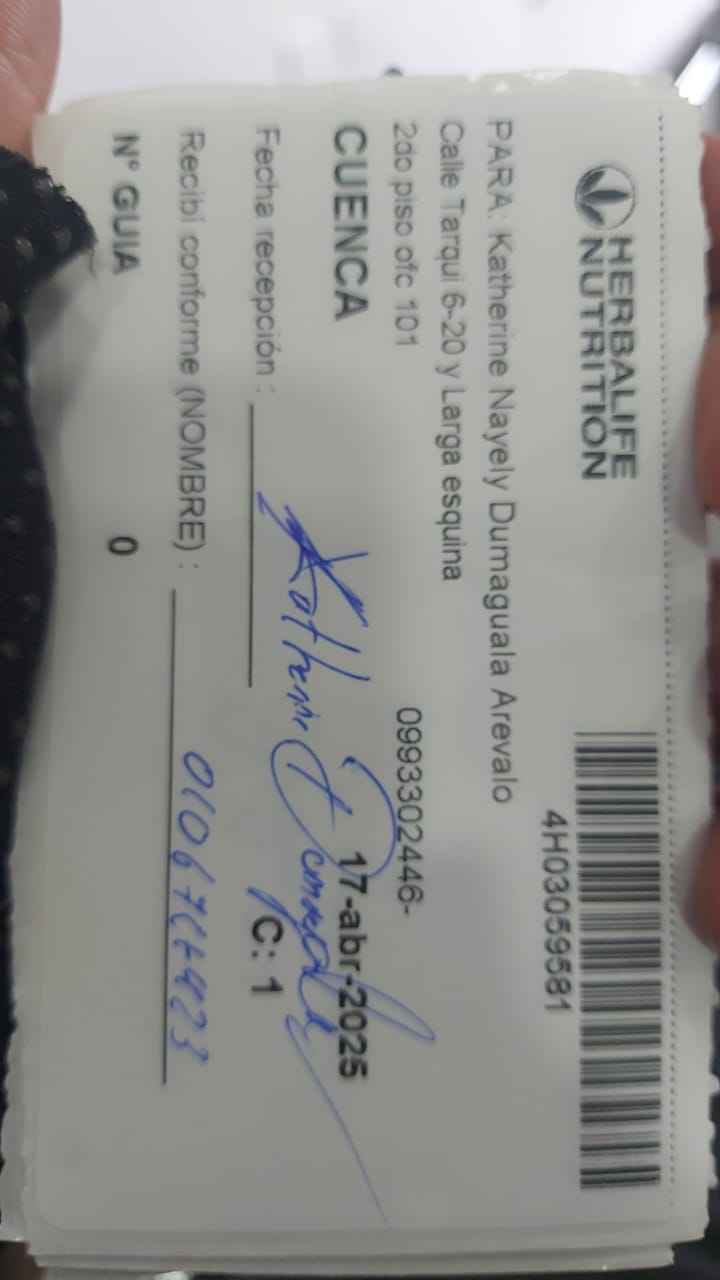 HERBALIFE
NUTRITION
4H03059581
PARA: Katherine Nayely Dumaguala Arevalo
Calle Tarqui 6-20 y Larga esquina
2do piso ofc 101
0993302446-
CUENCA
17-abr-2025
Fecha recepción :
C: 1
Recibi conforme (NOMBRE) :
N° GUIA 0